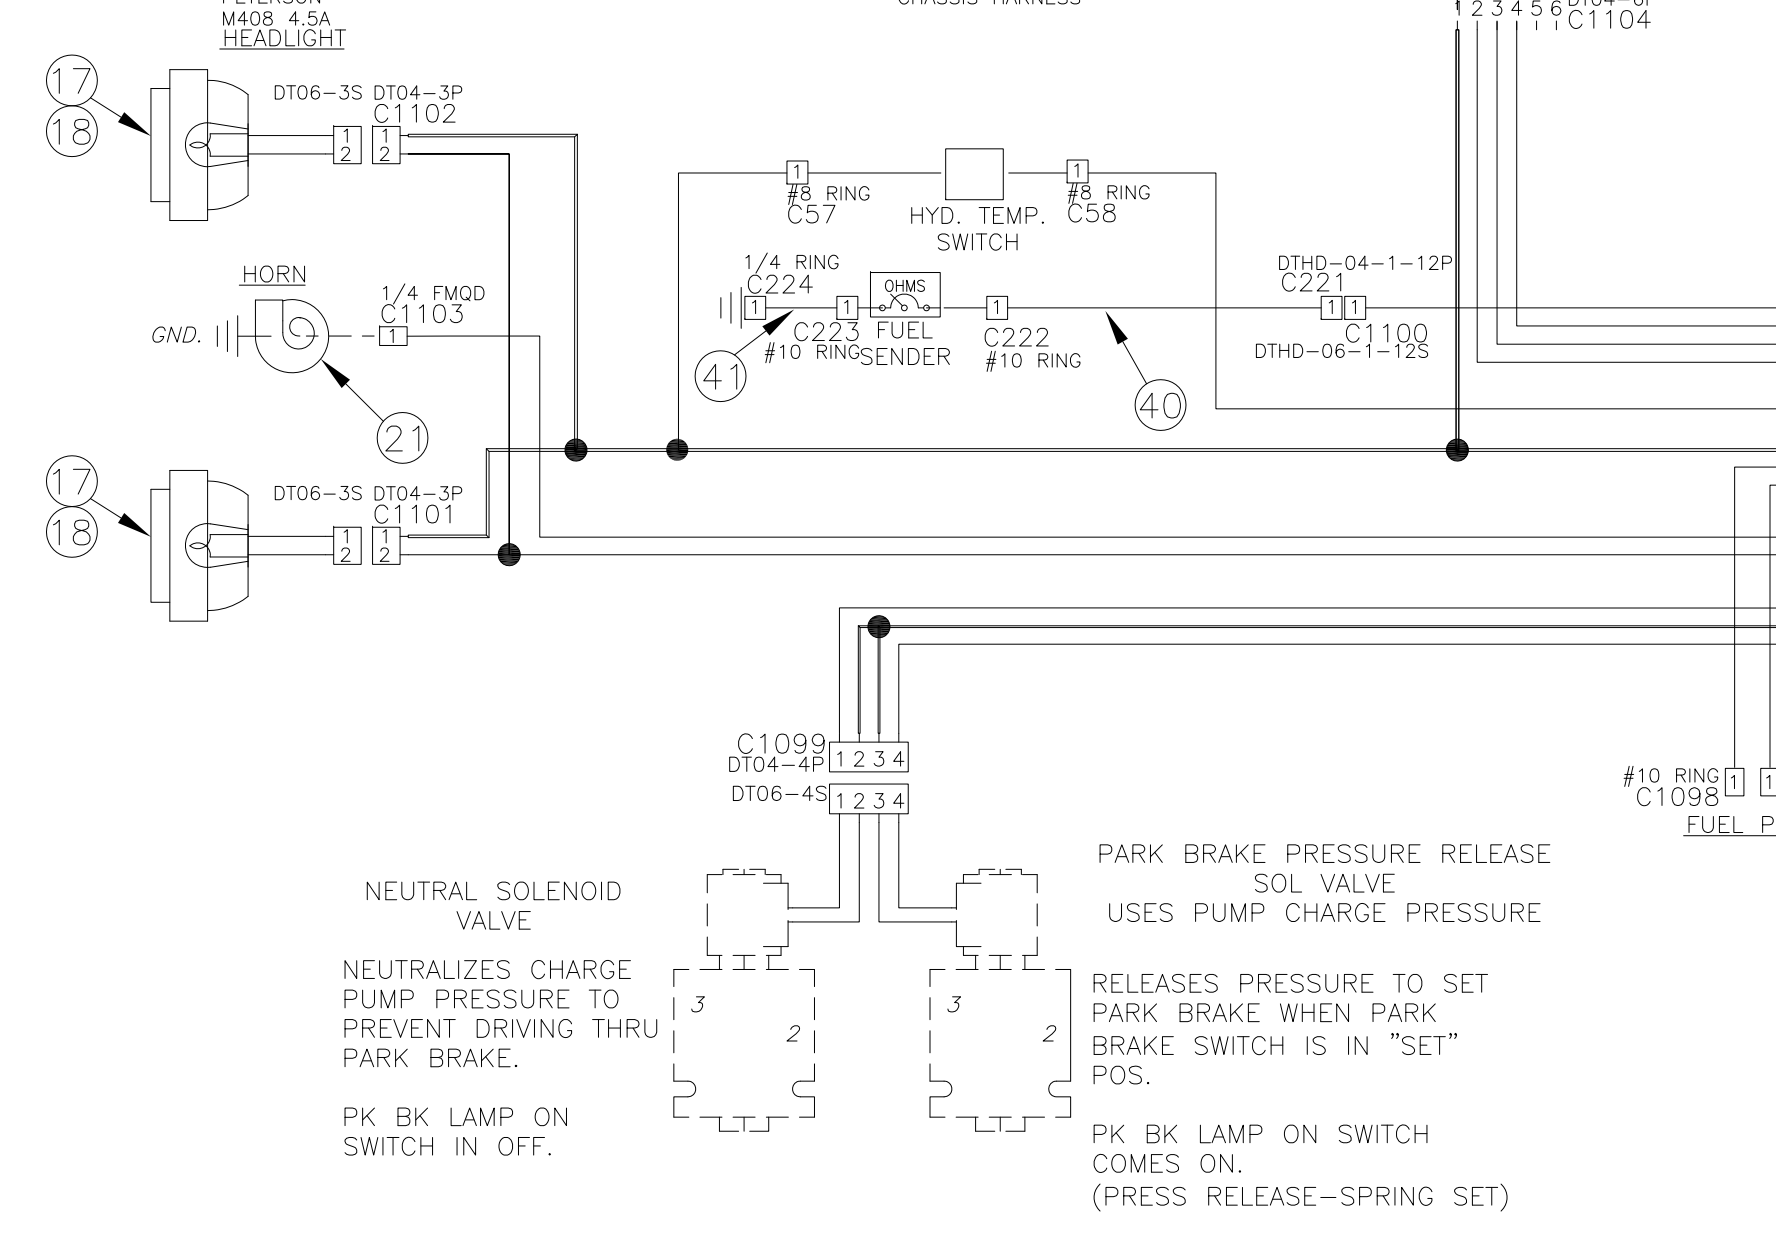 M408 4.5A
HEADLIGHT
1 2 3 4 5 6
C1104
17
18
DT06-3S DT04-3P
C1102
1 1
2 2
1
#8 RING
C57
HYD. TEMP.
SWITCH
1
#8 RING
C58
HORN
GND.
1/4 FMQD
C1103
1
21
1/4 RING
C224
1
1
C223
#10 RING
OHMS
FUEL
SENDER
1
C222
#10 RING
41
40
DTHD-04-1-12P
C221
1 1
C1100
DTHD-06-1-12S
17
18
DT06-3S DT04-3P
C1101
1 1
2 2
C1099
DT04-4P
1 2 3 4
DT06-4S
1 2 3 4
#10 RING
C1098
1 1
FUEL P
NEUTRAL SOLENOID
VALVE
NEUTRALIZES CHARGE
PUMP PRESSURE TO
PREVENT DRIVING THRU
PARK BRAKE.
PK BK LAMP ON
SWITCH IN OFF.
3
2
3
2
PARK BRAKE PRESSURE RELEASE
SOL VALVE
USES PUMP CHARGE PRESSURE
RELEASES PRESSURE TO SET
PARK BRAKE WHEN PARK
BRAKE SWITCH IS IN "SET"
POS.
PK BK LAMP ON SWITCH
COMES ON.
(PRESS RELEASE-SPRING SET)